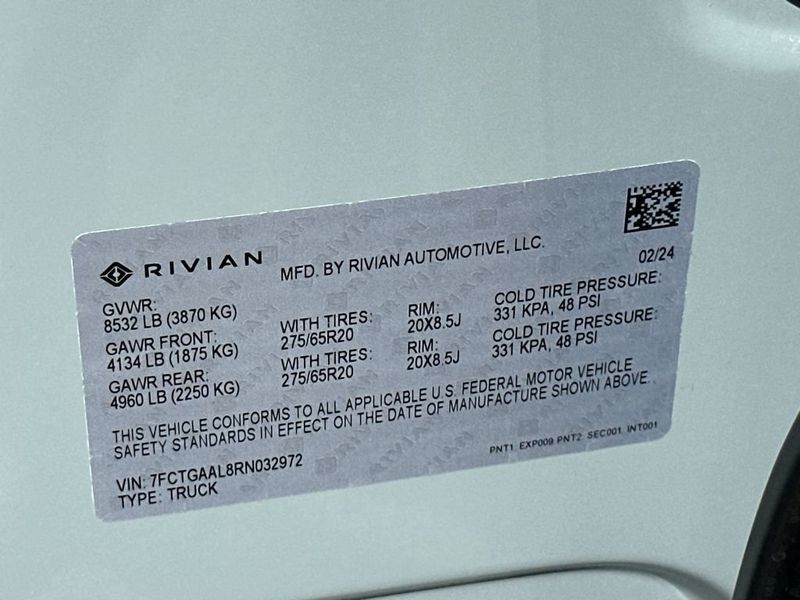 RIVIAN MFD. BY RIVIAN AUTOMOTIVE, LLC. 02/24
GVWR:
8532 LB (3870 KG)
GAWR FRONT: WITH TIRES: RIM: COLD TIRE PRESSURE:
4134 LB (1875 KG) 275/65R20 20X8.5J 331 KPA, 48 PSI
GAWR REAR: WITH TIRES: RIM: COLD TIRE PRESSURE:
4960 LB (2250 KG) 275/65R20 20X8.5J 331 KPA, 48 PSI
THIS VEHICLE CONFORMS TO ALL APPLICABLE U.S. FEDERAL MOTOR VEHICLE
SAFETY STANDARDS IN EFFECT ON THE DATE OF MANUFACTURE SHOWN ABOVE.
PNT1: EXP009 PNT2: SEC001 INT001
VIN: 7FCTGAAL8RN032972
TYPE: TRUCK